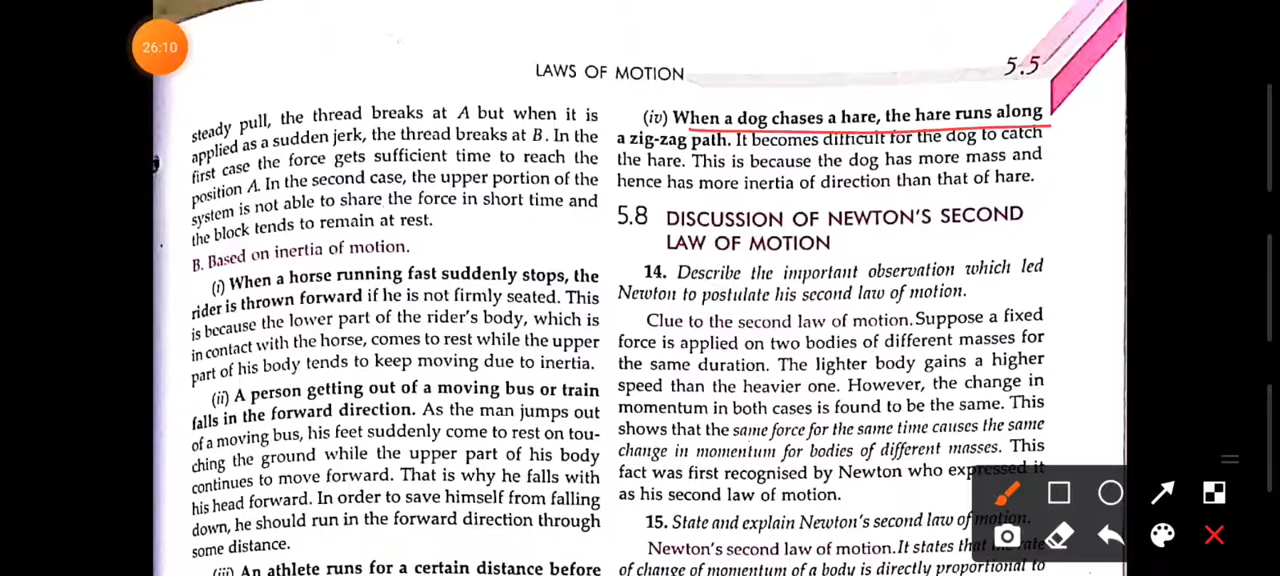 26:10
LAWS OF MOTION
5.5
steady pull, the thread breaks at A but when it is
applied as a sudden jerk, the thread breaks at B. In the
first case the force gets sufficient time to reach the
position A. In the second case, the upper portion of the
system is not able to share the force in short time and
the block tends to remain at rest.
B. Based on inertia of motion.
(i) When a horse running fast suddenly stops, the
rider is thrown forward if he is not firmly seated. This
is because the lower part of the rider's body, which is
in contact with the horse, comes to rest while the upper
part of his body tends to keep moving due to inertia.
(ii) A person getting out of a moving bus or train
falls in the forward direction. As the man jumps out
of a moving bus, his feet suddenly come to rest on tou-
ching the ground while the upper part of his body
continues to move forward. That is why he falls with
his head forward. In order to save himself from falling
down, he should run in the forward direction through
some distance.
(iii) An athlete runs for a certain distance before
(iv) When a dog chases a hare, the hare runs along
a zig-zag path. It becomes difficult for the dog to catch
the hare. This is because the dog has more mass and
hence has more inertia of direction than that of hare.
5.8 DISCUSSION OF NEWTON'S SECOND
LAW OF MOTION
14. Describe the important observation which led
Newton to postulate his second law of motion.
Clue to the second law of motion. Suppose a fixed
force is applied on two bodies of different masses for
the same duration. The lighter body gains a higher
speed than the heavier one. However, the change in
momentum in both cases is found to be the same. This
shows that the same force for the same time causes the same
change in momentum for bodies of different masses. This
fact was first recognised by Newton who expressed it
as his second law of motion.
15. State and explain Newton's second law of motion.
Newton's second law of motion. It states that the rate
of change of momentum of a body is directly proportional to